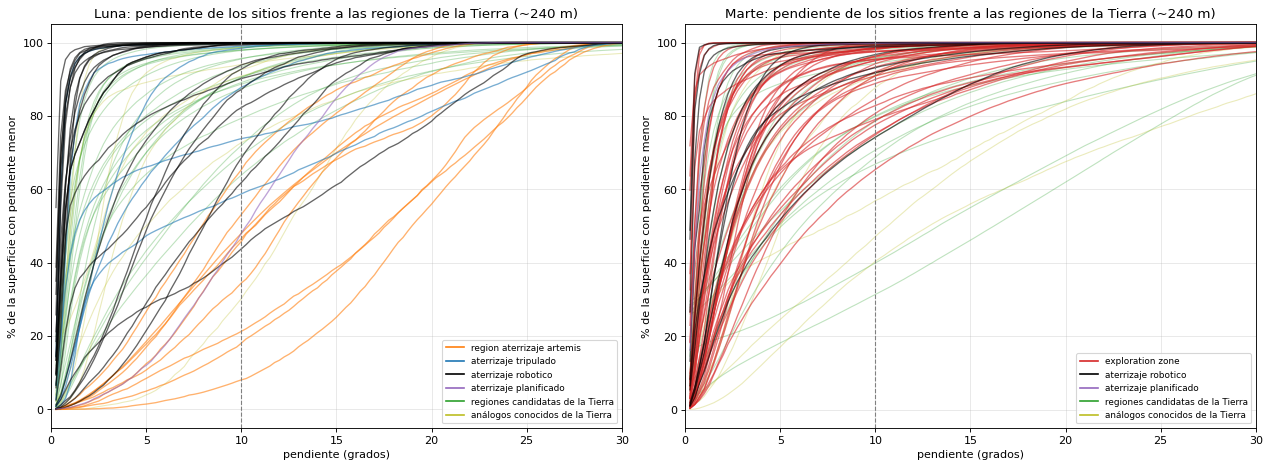 Luna: pendiente de los sitios frente a las regiones de la Tierra (~240 m)
% de la superficie con pendiente menor
100
80
60
40
20
0
0
5
10
15
20
25
30
pendiente (grados)
region aterrizaje artemis
aterrizaje tripulado
aterrizaje robotico
aterrizaje planificado
regiones candidatas de la Tierra
análogos conocidos de la Tierra
Marte: pendiente de los sitios frente a las regiones de la Tierra (~240 m)
% de la superficie con pendiente menor
100
80
60
40
20
0
0
5
10
15
20
25
30
pendiente (grados)
exploration zone
aterrizaje robotico
aterrizaje planificado
regiones candidatas de la Tierra
análogos conocidos de la Tierra